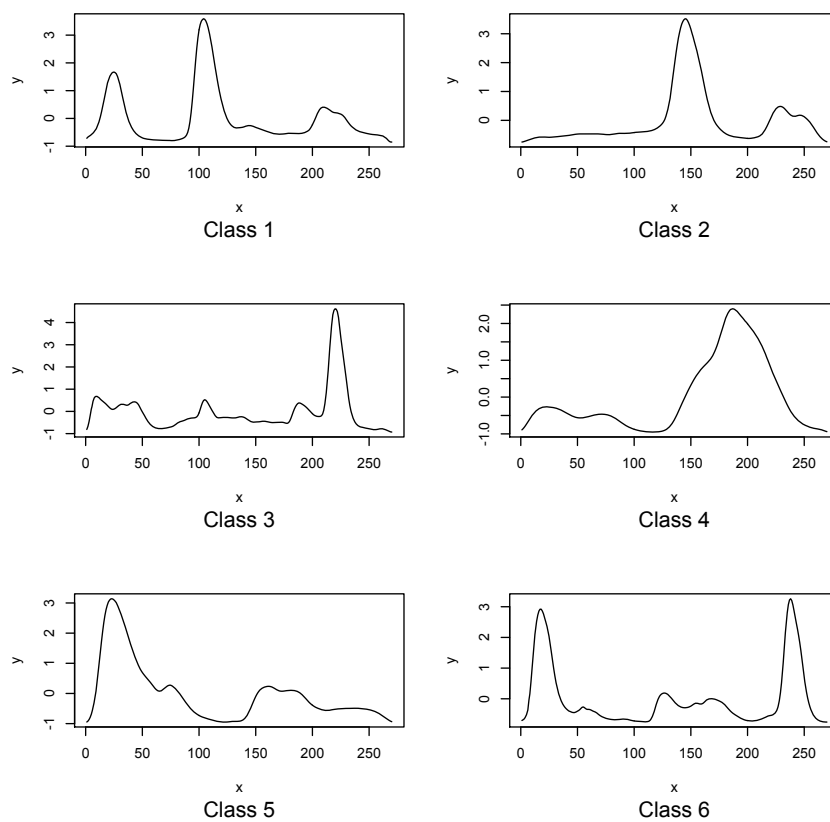 y
-1 0 1 2 3
0 50 100 150 200 250
x
Class 1
y
0 1 2 3
0 50 100 150 200 250
x
Class 2
y
-1 0 1 2 3 4
0 50 100 150 200 250
x
Class 3
y
-1.0 0.0 1.0 2.0
0 50 100 150 200 250
x
Class 4
y
-1 0 1 2 3
0 50 100 150 200 250
x
Class 5
y
0 1 2 3
0 50 100 150 200 250
x
Class 6